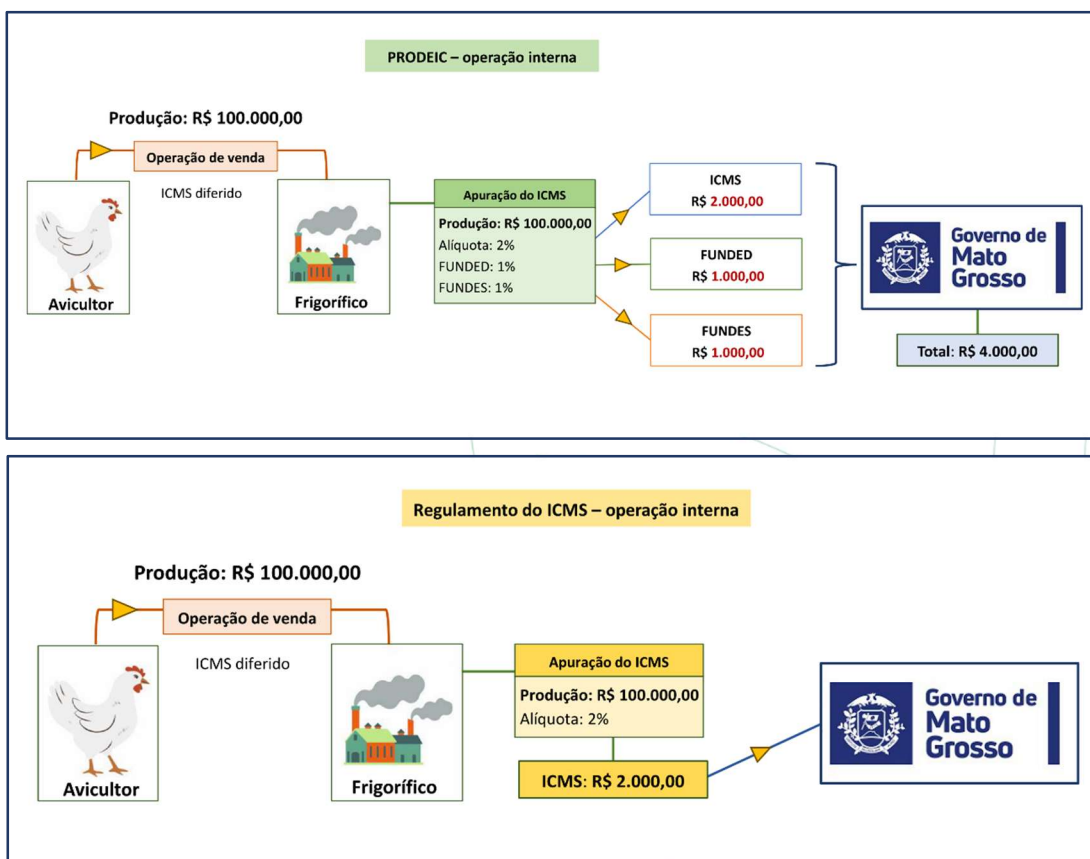 PRODEIC – operação interna
Produção: R$ 100.000,00
Operação de venda
ICMS diferido
Avicultor
Frigorífico
Apuração do ICMS
Produção: R$ 100.000,00
Alíquota: 2%
FUNDED: 1%
FUNDES: 1%
ICMS
R$ 2.000,00
FUNDED
R$ 1.000,00
FUNDES
R$ 1.000,00
Governo de
Mato
Grosso
Total: R$ 4.000,00
Regulamento do ICMS – operação interna
Produção: R$ 100.000,00
Operação de venda
ICMS diferido
Avicultor
Frigorífico
Apuração do ICMS
Produção: R$ 100.000,00
Alíquota: 2%
ICMS: R$ 2.000,00
Governo de
Mato
Grosso